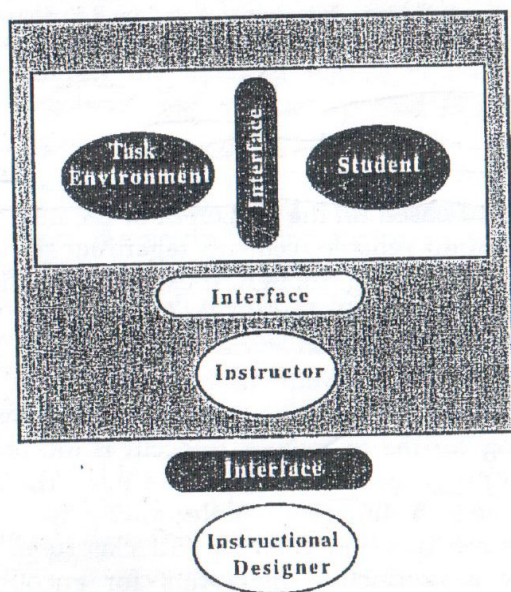 Task
Environment
Interface
Student
Interface
Instructor
Interface
Instructional
Designer